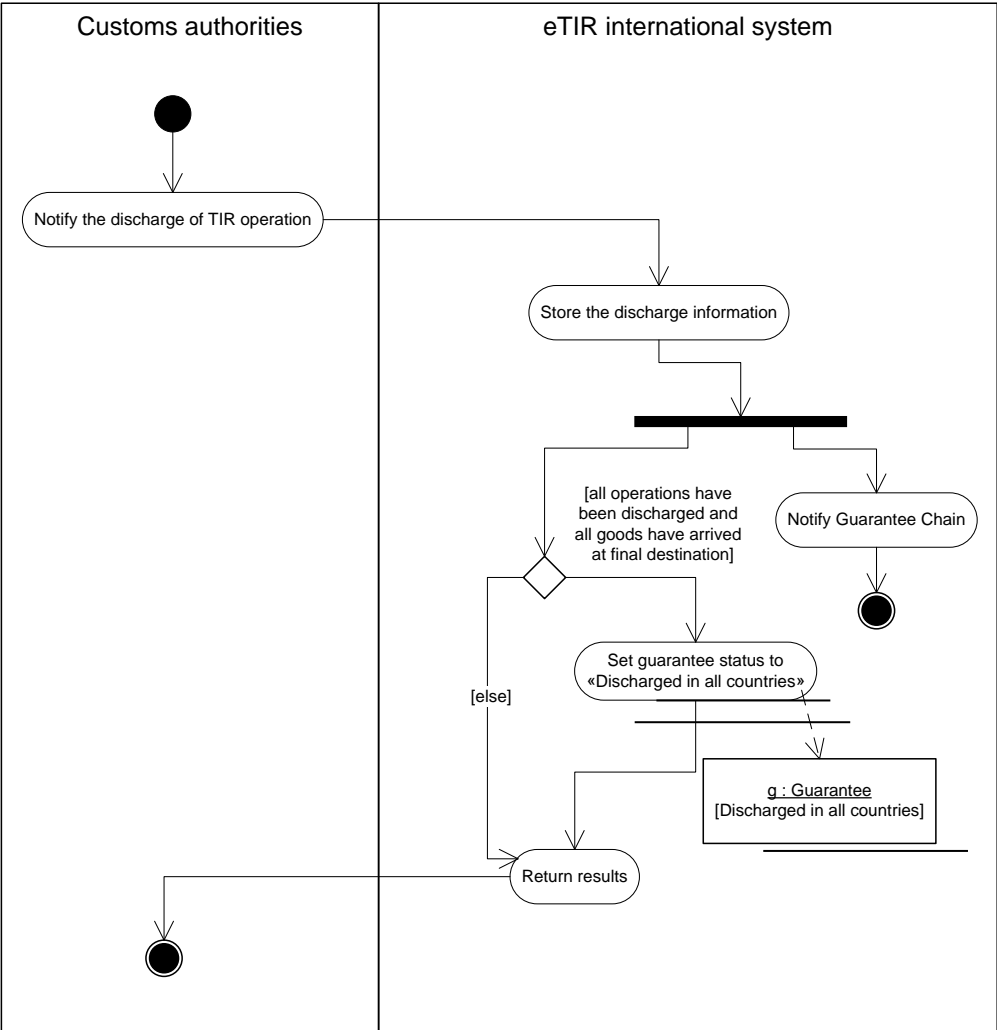 Customs authorities
eTIR international system
Notify the discharge of TIR operation
Store the discharge information
[all operations have
been discharged and
all goods have arrived
at final destination]
Notify Guarantee Chain
Set guarantee status to
«Discharged in all countries»
[else]
g : Guarantee
[Discharged in all countries]
Return results